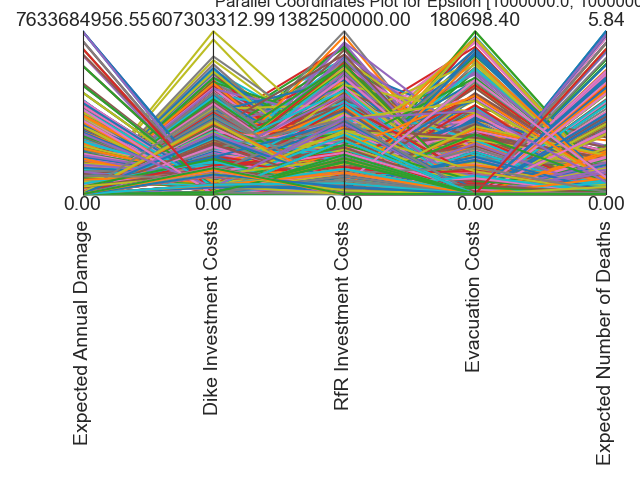 Parallel Coordinates Plot for Epsilon [1000000.0, 1000000
7633684956.55 607303312.99 1382500000.00 180698.40 5.84
0.00 0.00 0.00 0.00 0.00
Expected Annual Damage
Dike Investment Costs
RfR Investment Costs
Evacuation Costs
Expected Number of Deaths